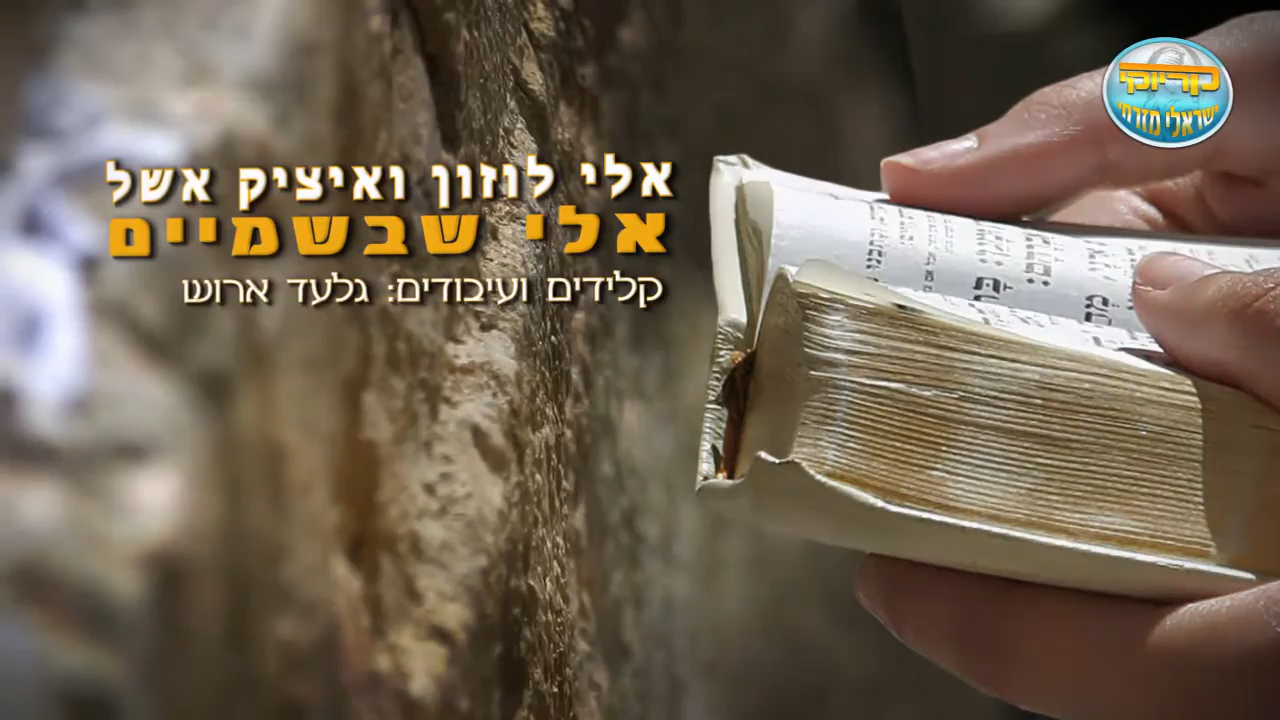 אלי לוזון ואיציק אשל
אלי שבשמיים
קלידים ועיבודים: גלעד ארוש
קריוקי
ישראלי מזרחי